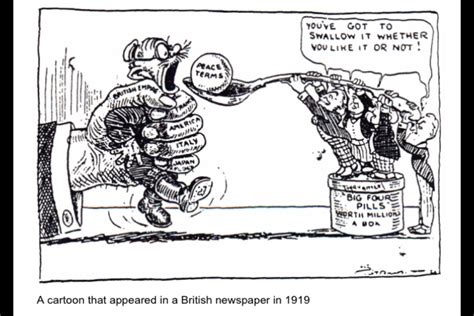 YOU'VE GOT TO
SWALLOW IT WHETHER
YOU LIKE IT OR NOT!
PEACE
TERMS
BRITISH EMPIRE
AMERICA
ITALY
JAPAN
"BIG FOUR
PILLS"
WORTH MILLIONS
A BOX
A cartoon that appeared in a British newspaper in 1919